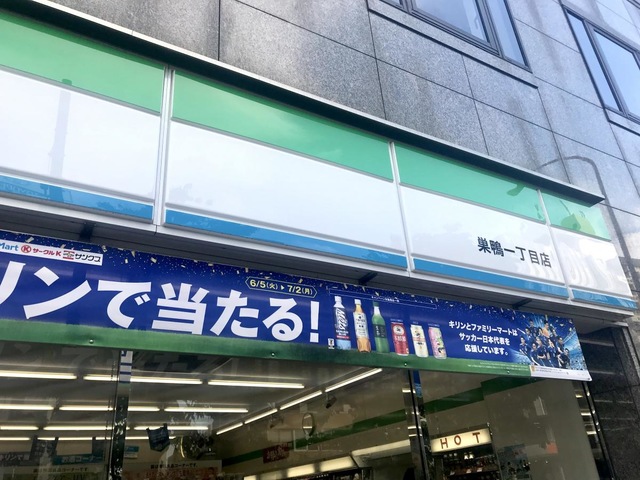 巣鴨一丁目店
Mart サークルK サンクス
リンで当たる!
6/5(火)▶7/2(月)
キリンとファミリーマートは
サッカー日本代表を
応援しています。
HOT